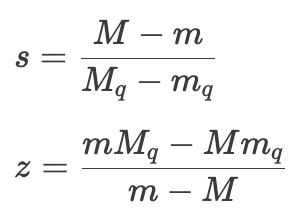 s = \frac{M - m}{M_q - m_q}
z = \frac{mM_q - Mm_q}{m - M}